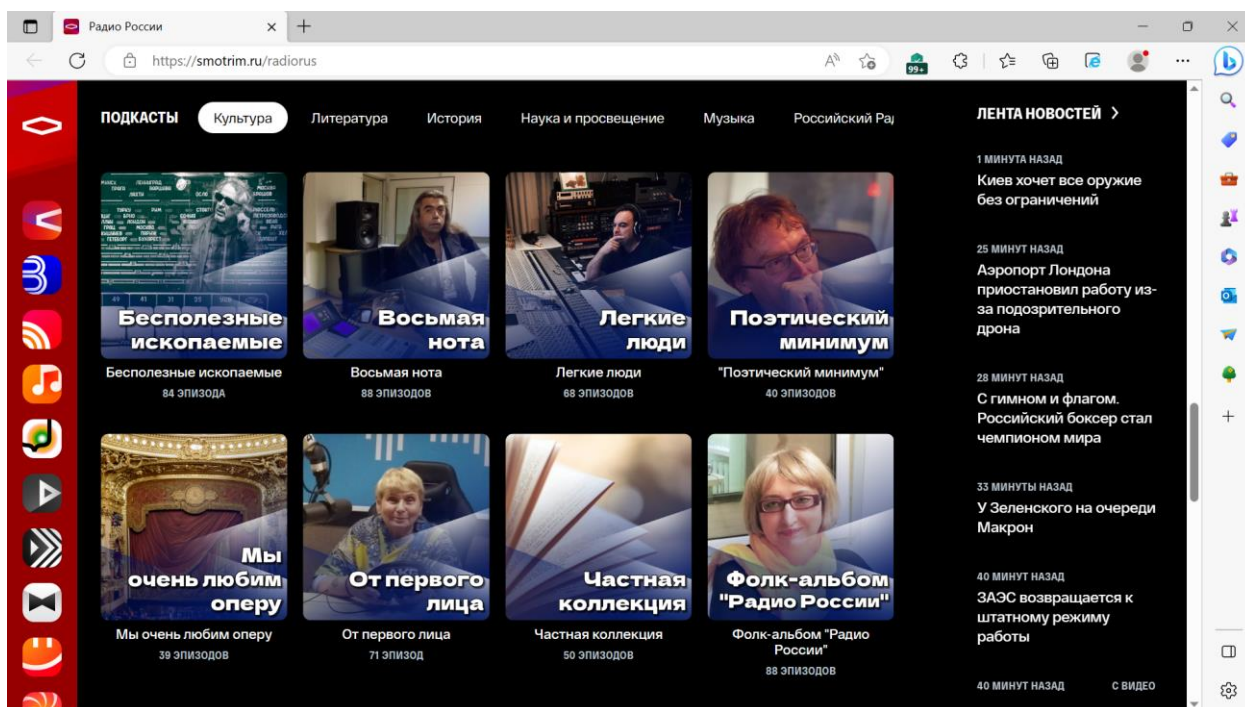 Радио России
https://smotrim.ru/radiorus
99+
ПОДКАСТЫ Культура Литература История Наука и просвещение Музыка Российский
Бесполезные
ископаемые
Восьмая
нота
Легкие
люди
Поэтический
минимум
Бесполезные ископаемые
84 ЭПИЗОДА
Восьмая нота
88 ЭПИЗОДОВ
Легкие люди
68 ЭПИЗОДОВ
"Поэтический минимум"
40 ЭПИЗОДОВ
Мы
очень любим
оперу
От первого
лица
Частная
коллекция
Фолк-альбом
"Радио России"
Мы очень любим оперу
39 ЭПИЗОДОВ
От первого лица
71 ЭПИЗОД
Частная коллекция
50 ЭПИЗОДОВ
Фолк-альбом "Радио
России"
88 ЭПИЗОДОВ
ЛЕНТА НОВОСТЕЙ
1 МИНУТА НАЗАД
Киев хочет все оружие
без ограничений
25 МИНУТ НАЗАД
Аэропорт Лондона
приостановил работу из-
за подозрительного
дрона
28 МИНУТ НАЗАД
С гимном и флагом.
Российский боксер стал
чемпионом мира
33 МИНУТЫ НАЗАД
У Зеленского на очереди
Макрон
40 МИНУТ НАЗАД
ЗАЭС возвращается к
штатному режиму
работы
40 МИНУТ НАЗАД С ВИДЕО